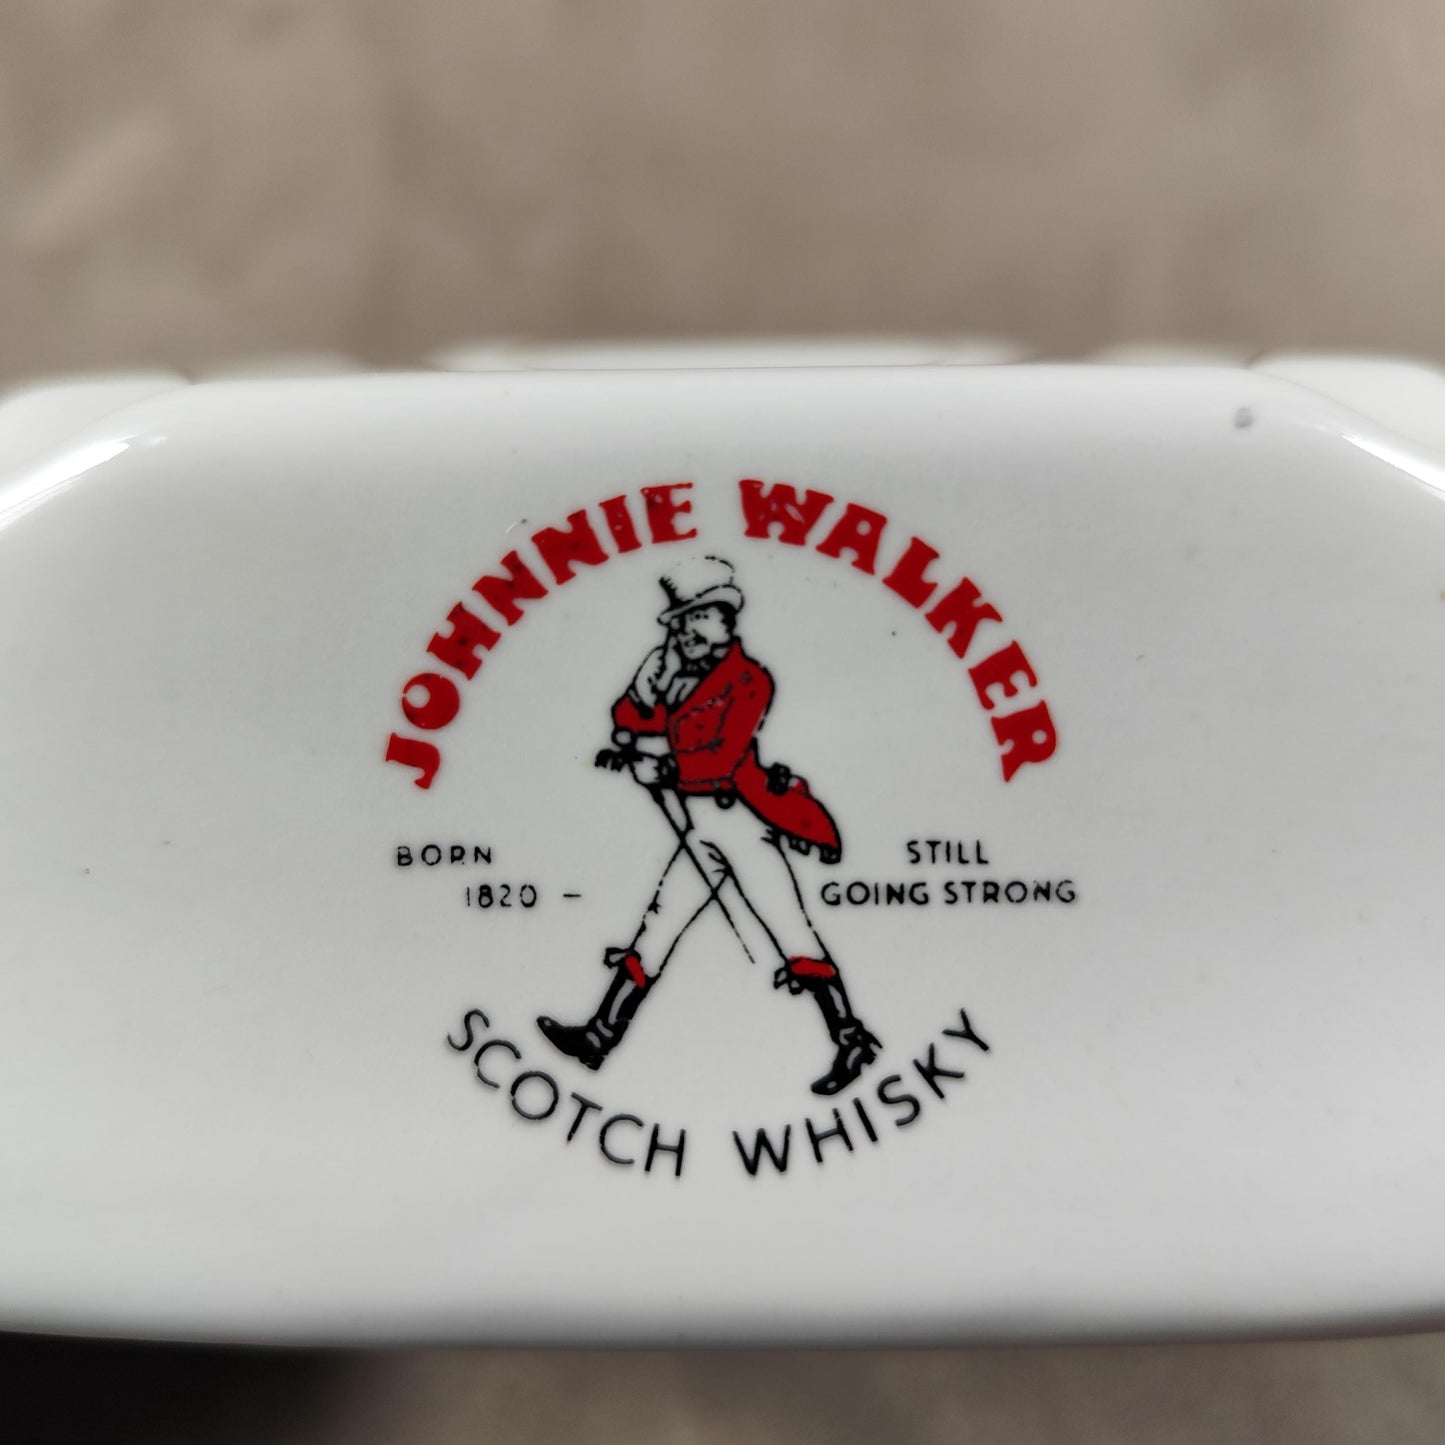 JOHNNIE WALKER
BORN
1820 –
STILL
GOING STRONG
SCOTCH WHISKY